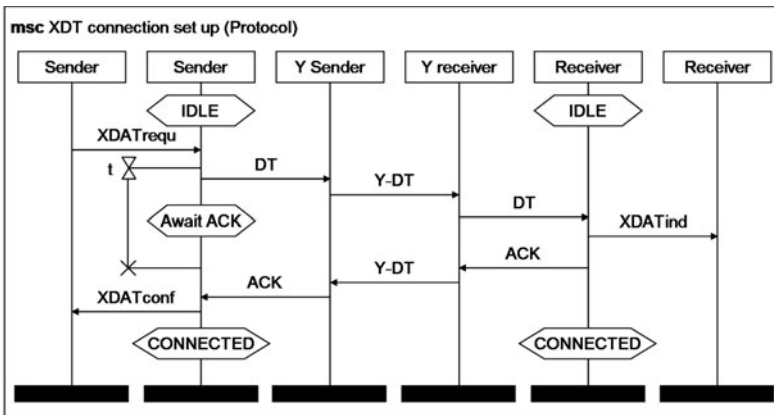 msc XDT connection set up (Protocol)
Sender
Sender
Y Sender
Y receiver
Receiver
Receiver
IDLE
IDLE
XDATrequ
t
DT
Y-DT
DT
Await ACK
XDATind
ACK
Y-DT
ACK
XDATconf
CONNECTED
CONNECTED